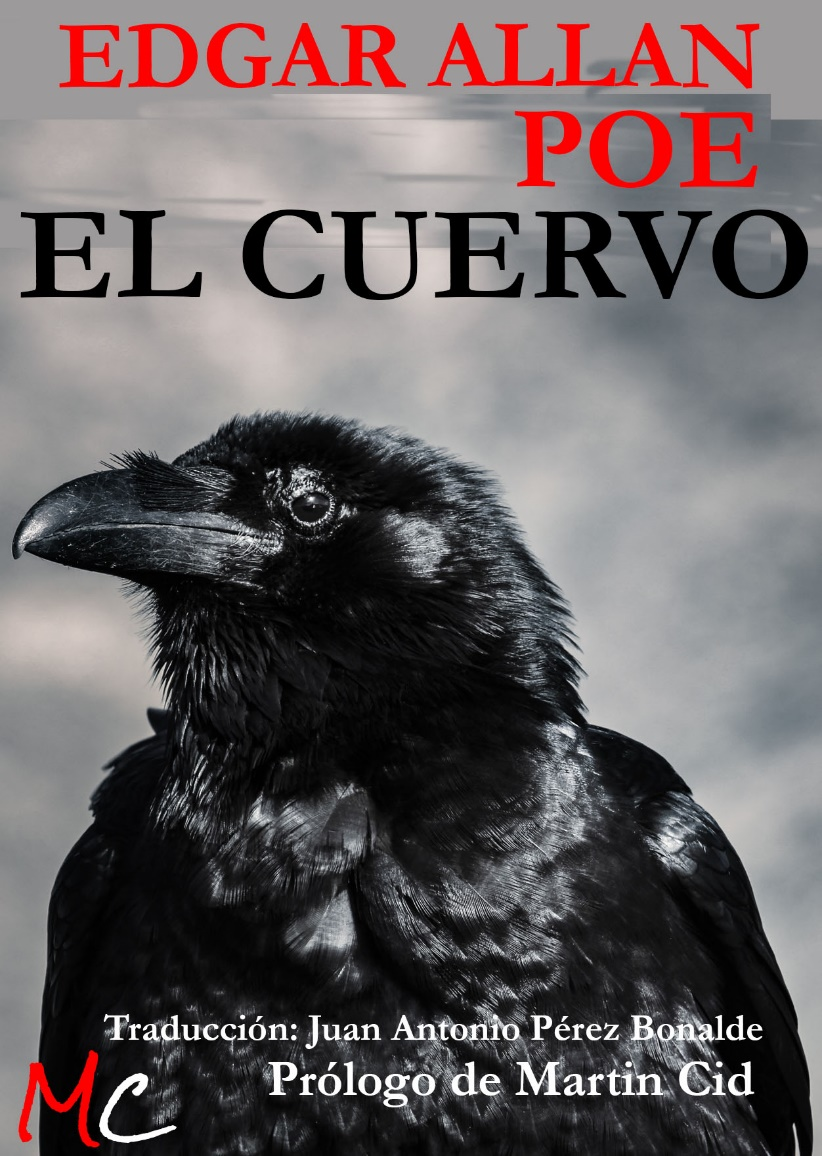 EDGAR ALLAN
POE
EL CUERVO
Traducción: Juan Antonio Pérez Bonalde
Prólogo de Martin Cid
MC